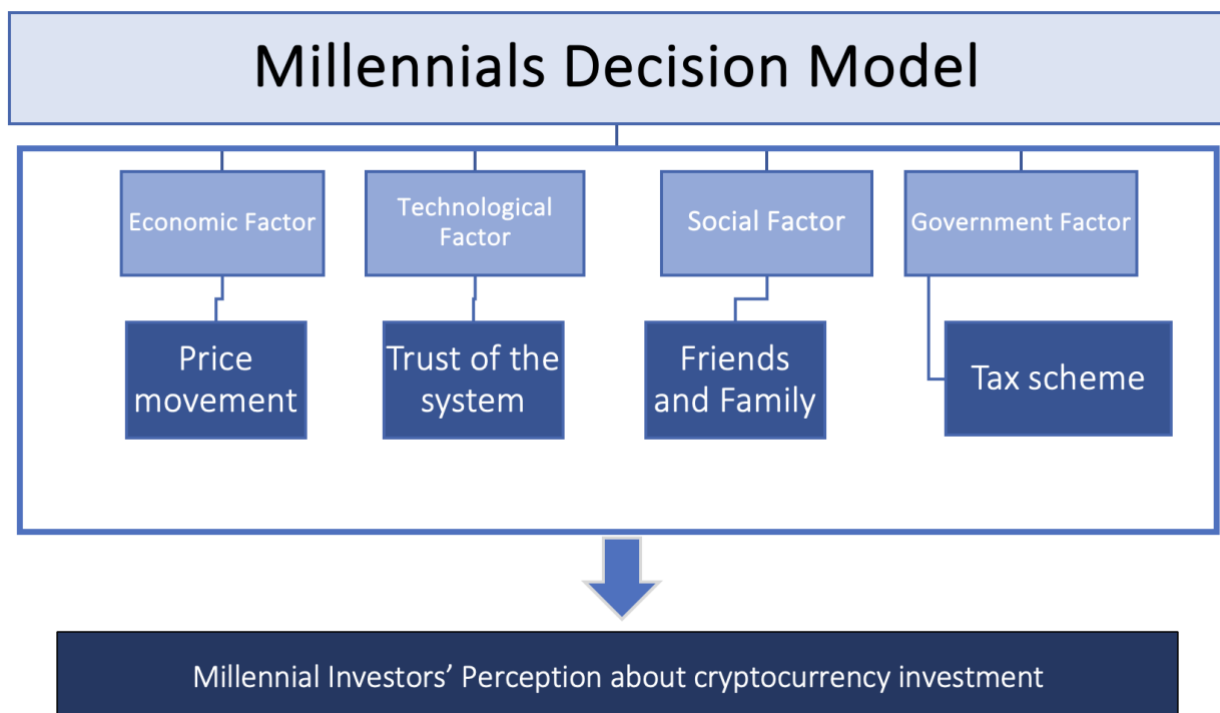 Millennials Decision Model
Economic Factor
Technological
Factor
Social Factor
Government Factor
Price
movement
Trust of the
system
Friends
and Family
Tax scheme
Millennial Investors’ Perception about cryptocurrency investment